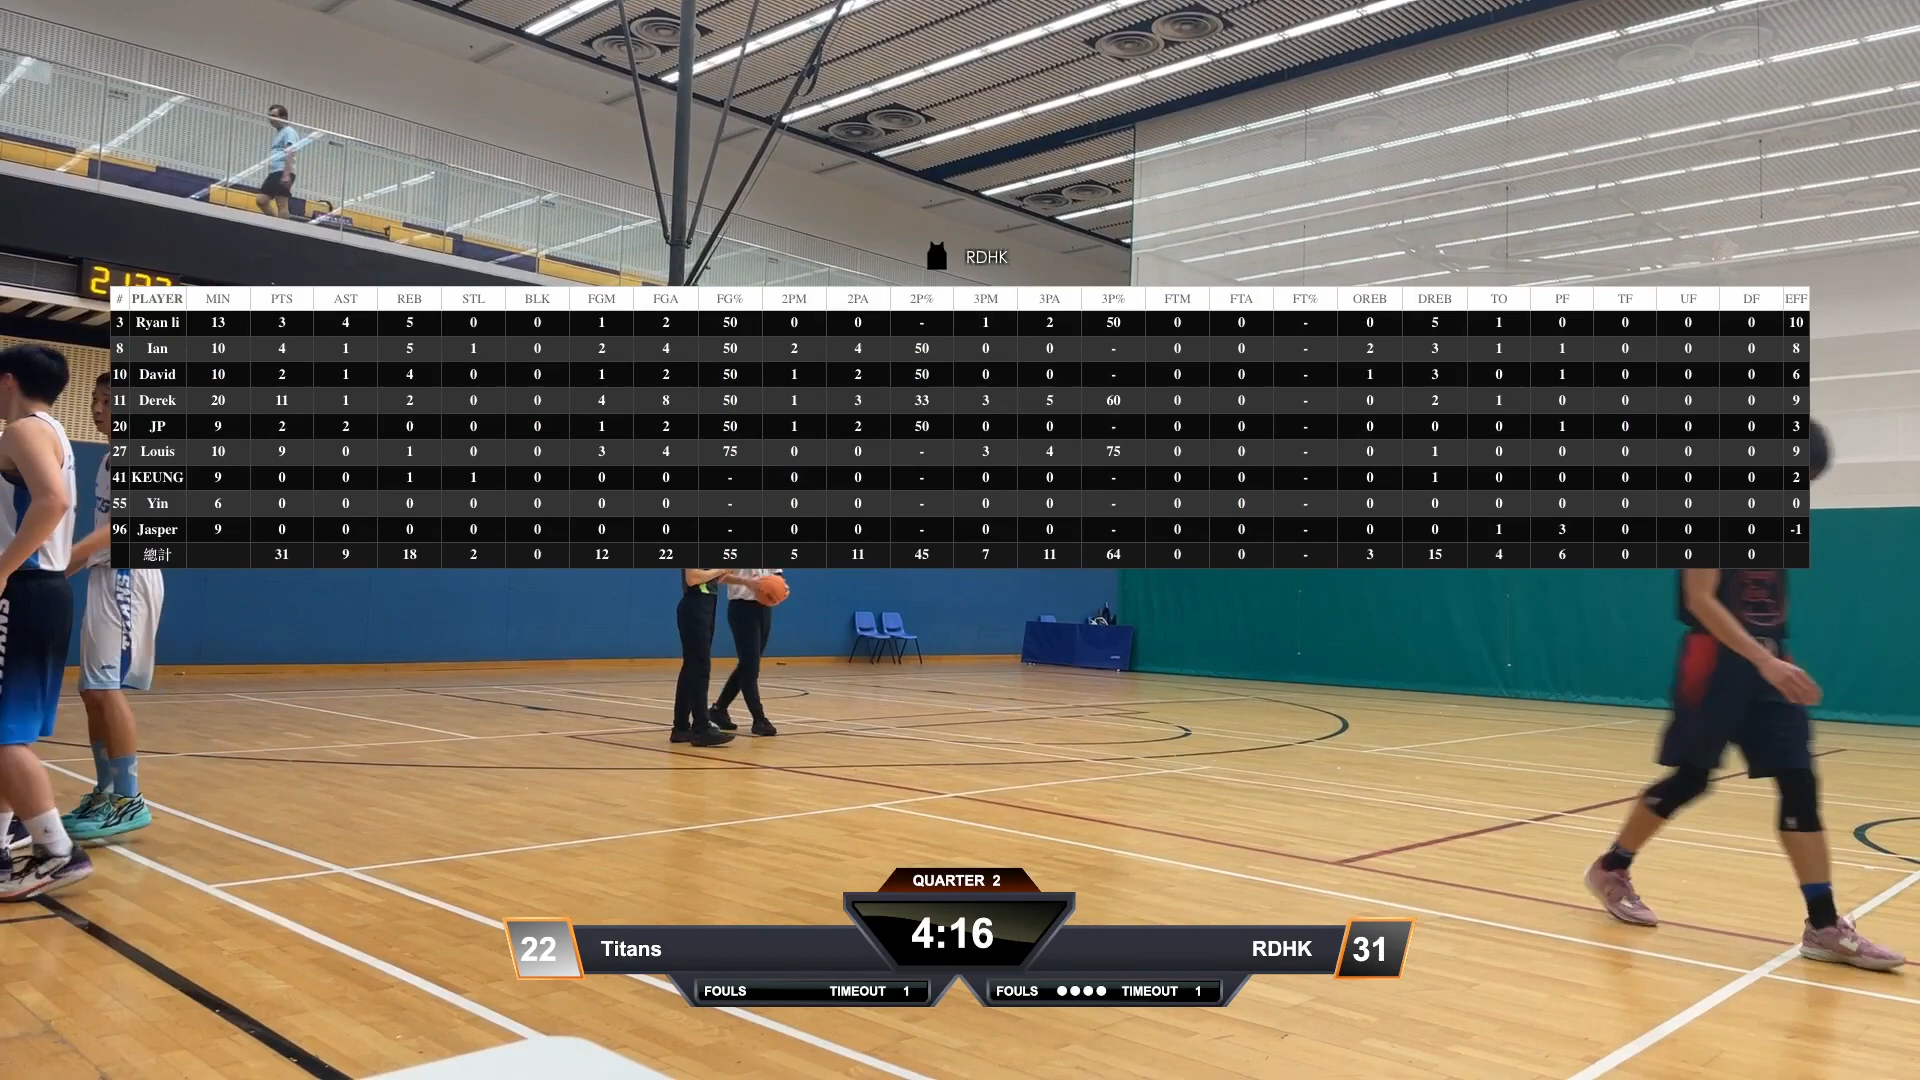 RDHK
# PLAYER MIN PTS AST REB STL BLK FGM FGA FG% 2PM 2PA 2P% 3PM 3PA 3P% FTM FTA FT% OREB DREB TO PF TF UF DF EFF
3 Ryan li 13 3 4 5 0 0 1 2 50 0 0 - 1 2 50 0 0 - 0 5 1 0 0 0 0 10
8 Ian 10 4 1 5 1 0 2 4 50 2 4 50 0 0 - 0 0 - 2 3 1 1 0 0 0 8
10 David 10 2 1 4 0 0 1 2 50 1 2 50 0 0 - 0 0 - 1 3 0 1 0 0 0 6
11 Derek 20 11 1 2 0 0 4 8 50 1 3 33 3 5 60 0 0 - 0 2 1 0 0 0 0 9
20 JP 9 2 2 0 0 0 1 2 50 1 2 50 0 0 - 0 0 - 0 0 0 1 0 0 0 3
27 Louis 10 9 0 1 0 0 3 4 75 0 0 - 3 4 75 0 0 - 0 1 0 0 0 0 0 9
41 KEUNG 9 0 0 1 1 0 0 0 - 0 0 - 0 0 - 0 0 - 0 1 0 0 0 0 0 2
55 Yin 6 0 0 0 0 0 0 0 - 0 0 - 0 0 - 0 0 - 0 0 0 0 0 0 0 0
96 Jasper 9 0 0 0 0 0 0 0 - 0 0 - 0 0 - 0 0 - 0 0 1 3 0 0 0 -1
總計 31 9 18 2 0 12 22 55 5 11 45 7 11 64 0 0 - 3 15 4 6 0 0 0
TITANS
QUARTER 2
4:16
22 Titans
RDHK 31
FOULS TIMEOUT 1
FOULS TIMEOUT 1